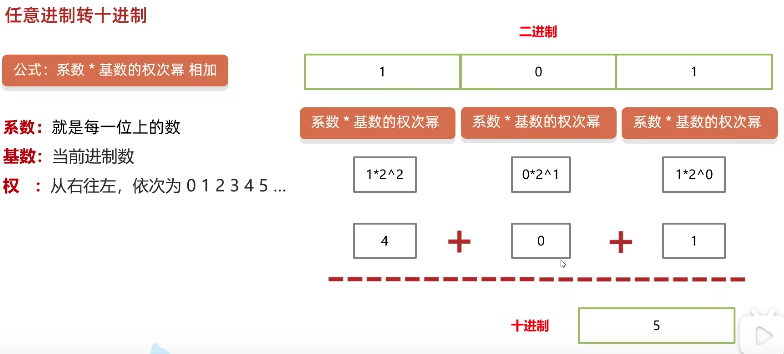 任意进制转十进制
公式：系数 * 基数的权次幂 相加
系数：就是每一位上的数
基数：当前进制数
权 ：从右往左，依次为 0 1 2 3 4 5 ...
二进制
1 0 1
系数 * 基数的权次幂 系数 * 基数的权次幂 系数 * 基数的权次幂
1*2^2 0*2^1 1*2^0
4 + 0 + 1
十进制 5